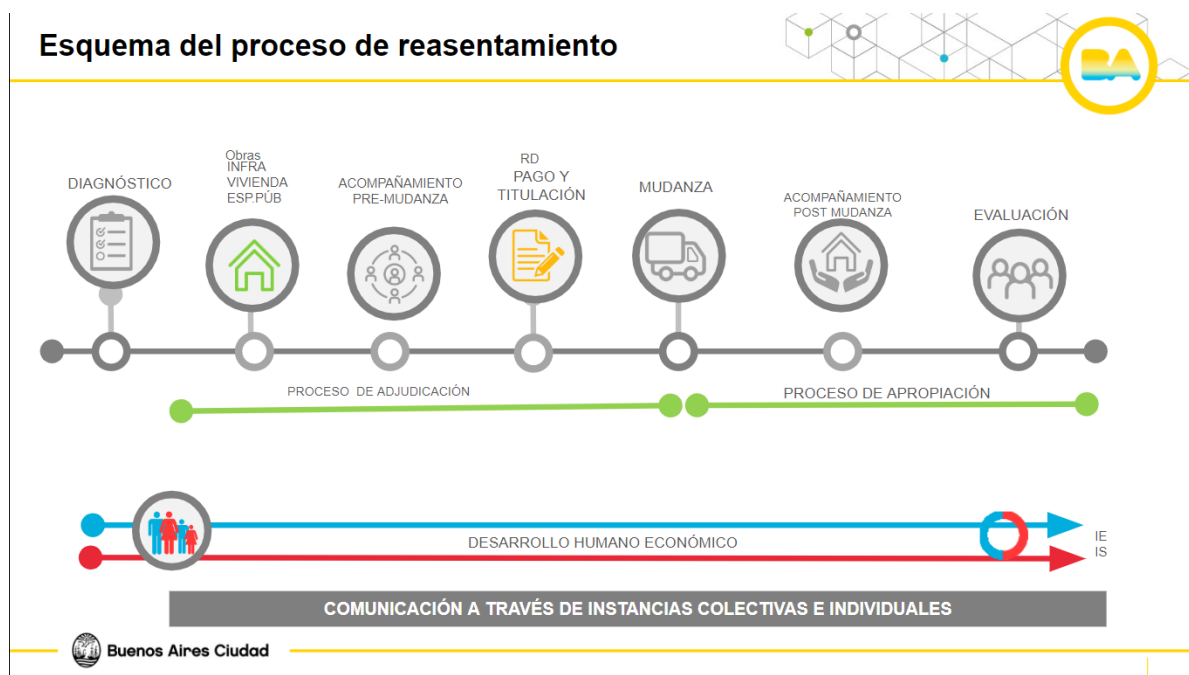 Esquema del proceso de reasentamiento
BA
DIAGNÓSTICO
Obras
INFRA
VIVIENDA
ESP.PÚB
ACOMPAÑAMIENTO
PRE-MUDANZA
RD
PAGO Y
TITULACIÓN
MUDANZA
ACOMPAÑAMIENTO
POST MUDANZA
EVALUACIÓN
PROCESO DE ADJUDICACIÓN
PROCESO DE APROPIACIÓN
DESARROLLO HUMANO ECONÓMICO
IE
IS
COMUNICACIÓN A TRAVÉS DE INSTANCIAS COLECTIVAS E INDIVIDUALES
Buenos Aires Ciudad